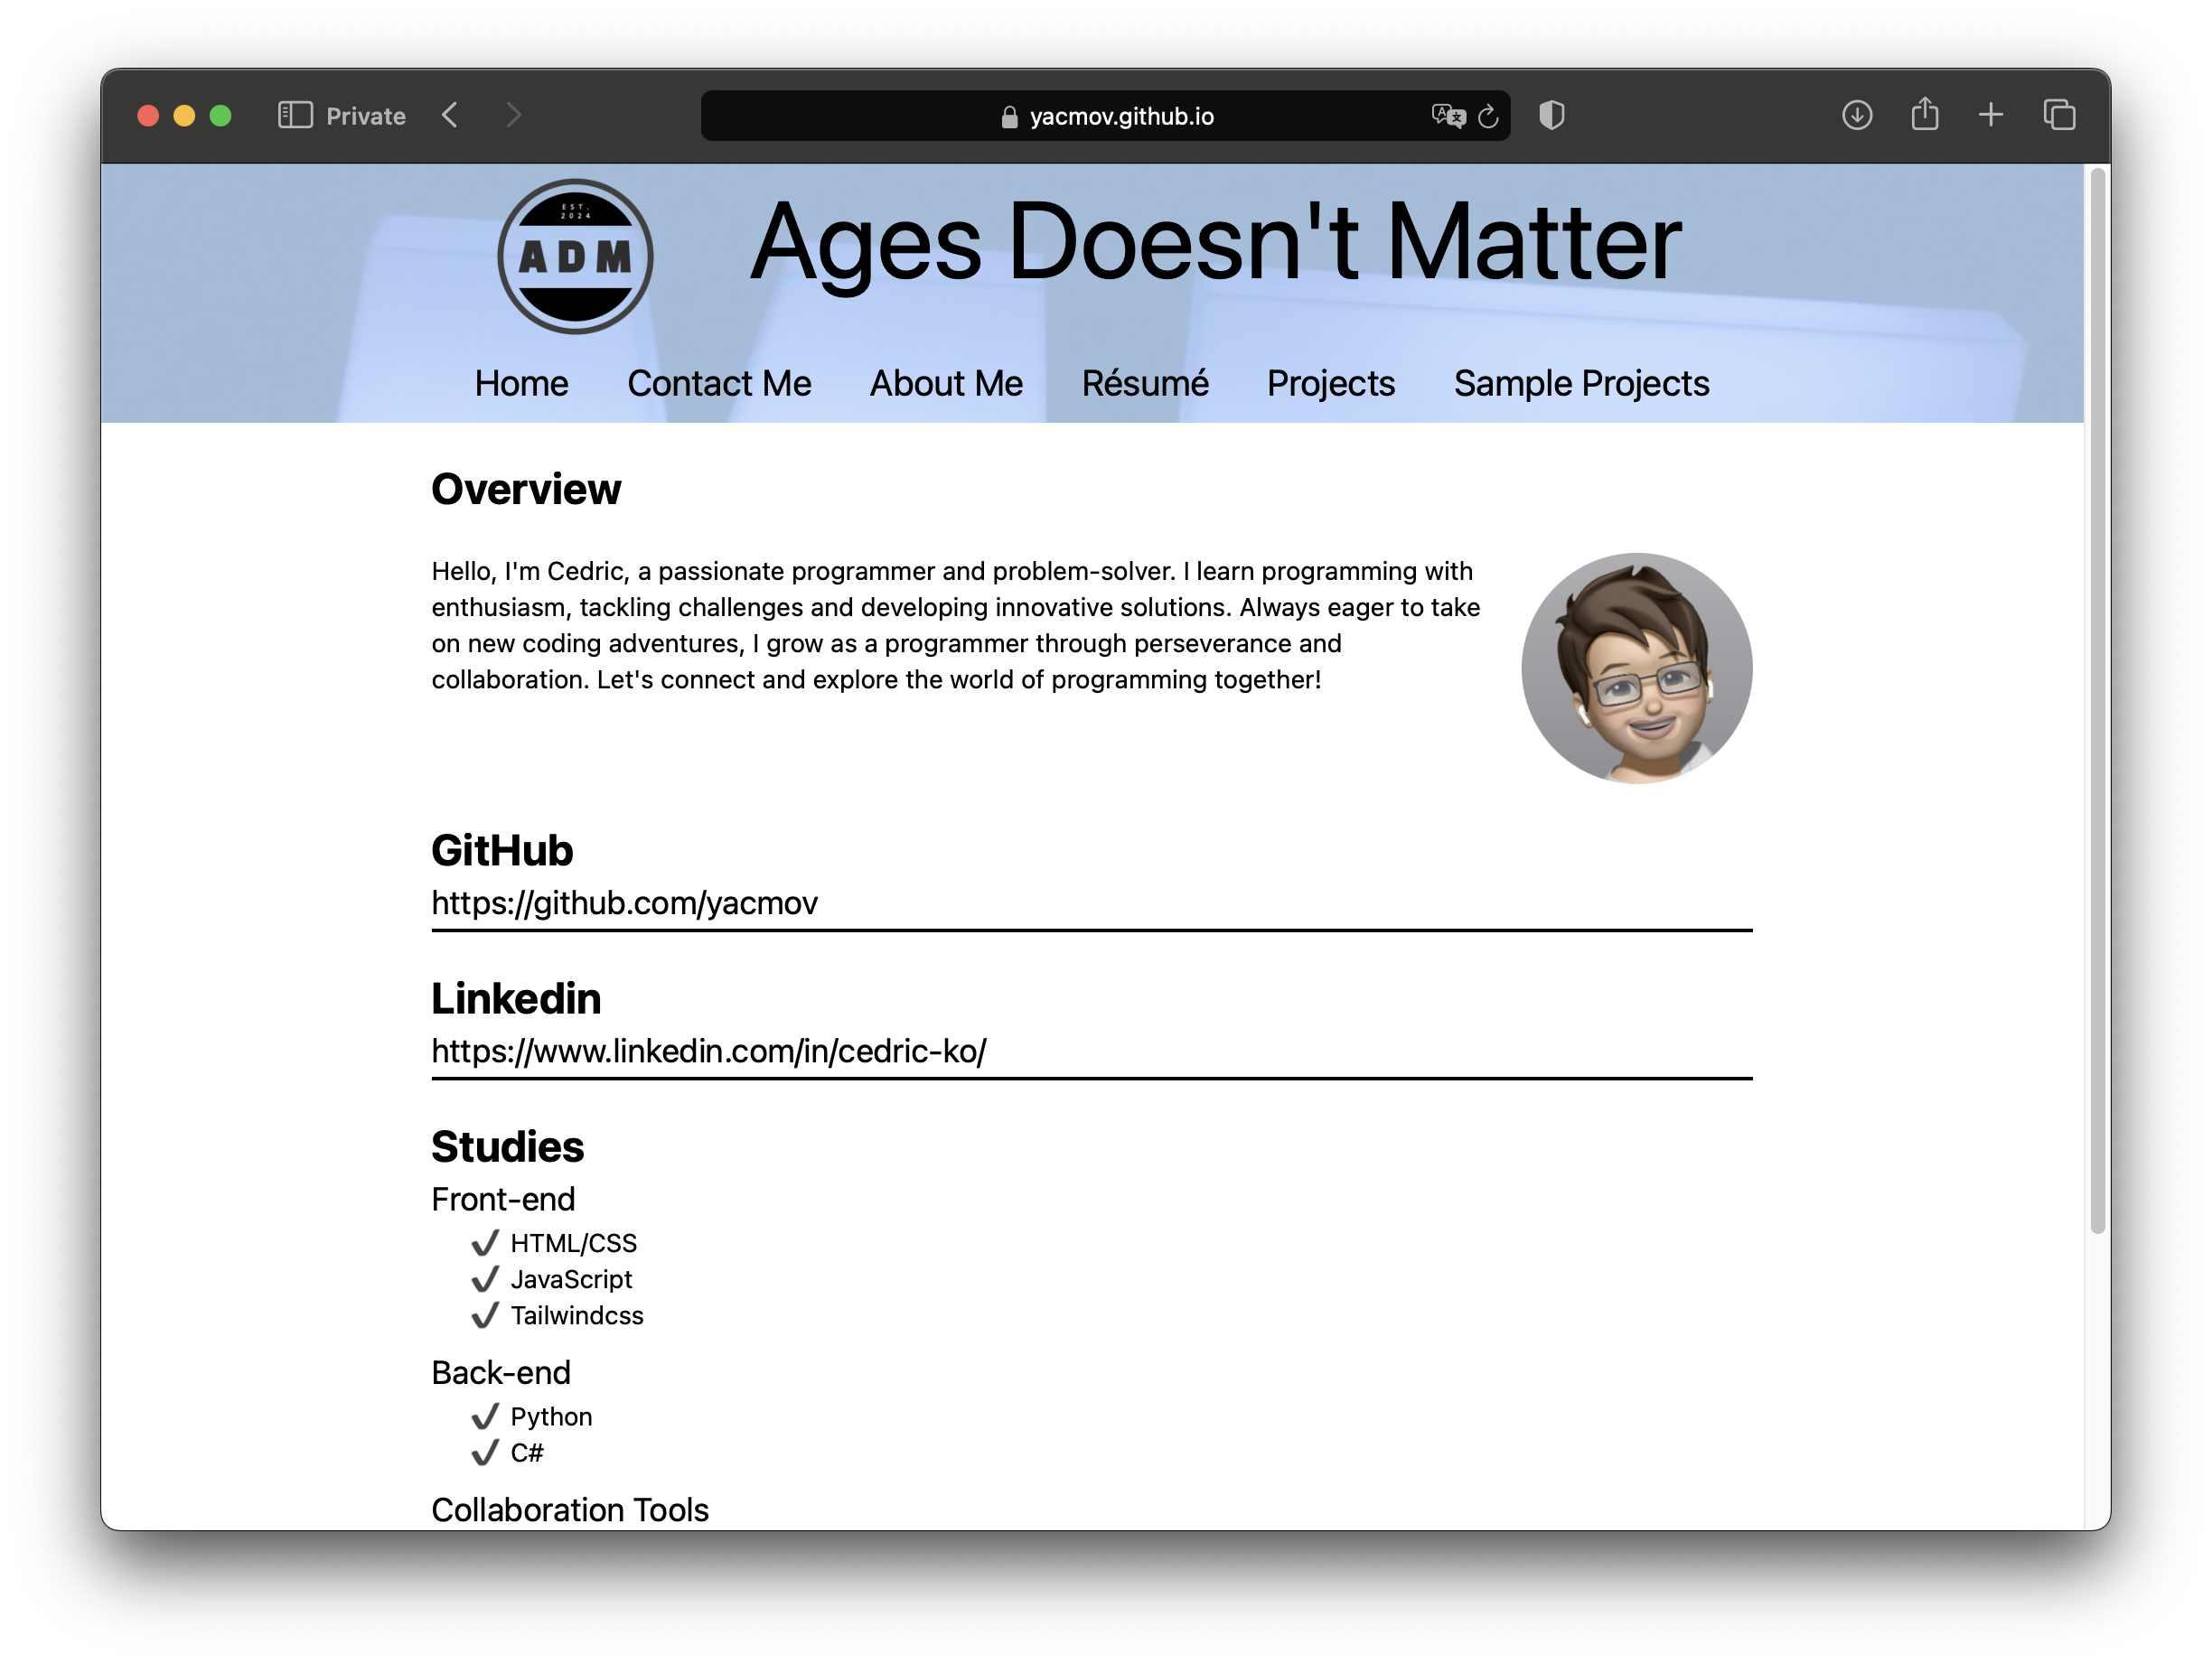 Private
yacmov.github.io
EST.
2024
ADM
Ages Doesn't Matter
Home Contact Me About Me Résumé Projects Sample Projects
Overview
Hello, I'm Cedric, a passionate programmer and problem-solver. I learn programming with
enthusiasm, tackling challenges and developing innovative solutions. Always eager to take
on new coding adventures, I grow as a programmer through perseverance and
collaboration. Let's connect and explore the world of programming together!
GitHub
https://github.com/yacmov
Linkedin
https://www.linkedin.com/in/cedric-ko/
Studies
Front-end
✔ HTML/CSS
✔ JavaScript
✔ Tailwindcss
Back-end
✔ Python
✔ C#
Collaboration Tools